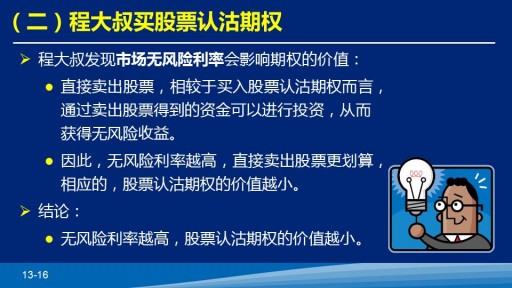 （二）程大叔买股票认沽期权
程大叔发现市场无风险利率会影响期权的价值：
直接卖出股票，相较于买入股票认沽期权而言，
通过卖出股票得到的资金可以进行投资，从而
获得无风险收益。
因此，无风险利率越高，直接卖出股票更划算，
相应的，股票认沽期权的价值越小。
结论：
无风险利率越高，股票认沽期权的价值越小。
13-16